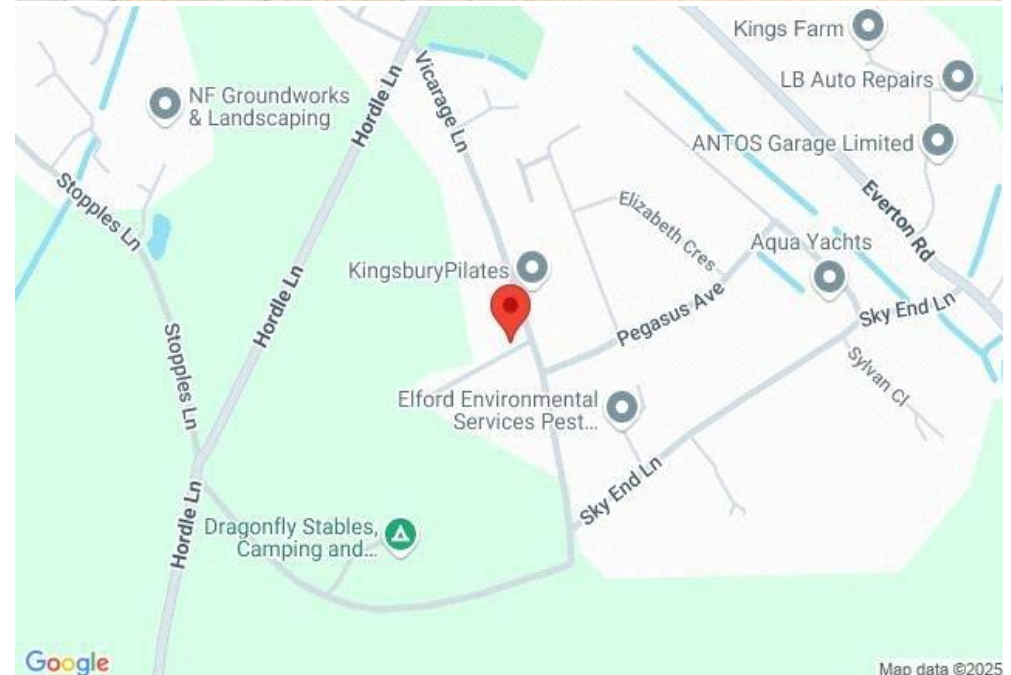 Kings Farm
LB Auto Repairs
NF Groundworks
& Landscaping
Hordle Ln
Vicarage Ln
ANTOS Garage Limited
Stopples Ln
Elizabeth Cres
Everton Rd
Aqua Yachts
KingsburyPilates
Hordle Ln
Pegasus Ave
Sky End Ln
Stopples Ln
Sylvan Cl
Elford Environmental
Services Pest...
Sky End Ln
Hordle Ln
Dragonfly Stables,
Camping and...
Google
Map data ©2025